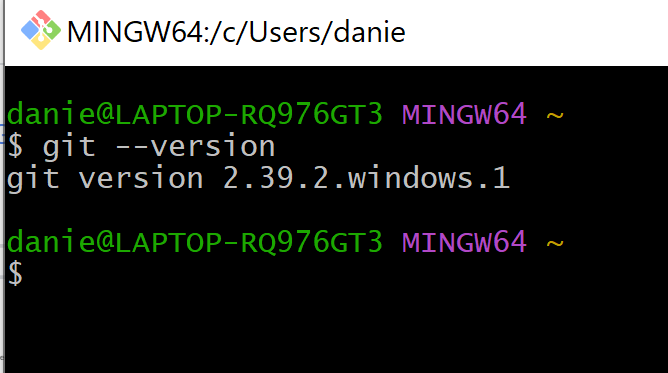 MINGW64:/c/Users/danie
danie@LAPTOP-RQ976GT3 MINGW64 ~
$ git --version
git version 2.39.2.windows.1
danie@LAPTOP-RQ976GT3 MINGW64 ~
$